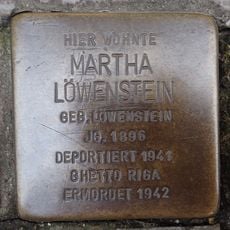 HIER WOHNTE
MARTHA
LÖWENSTEIN
GEB. LÖWENSTEIN
JG. 1896
DEPORTIERT 1941
GHETTO RIGA
ERMORDET 1942